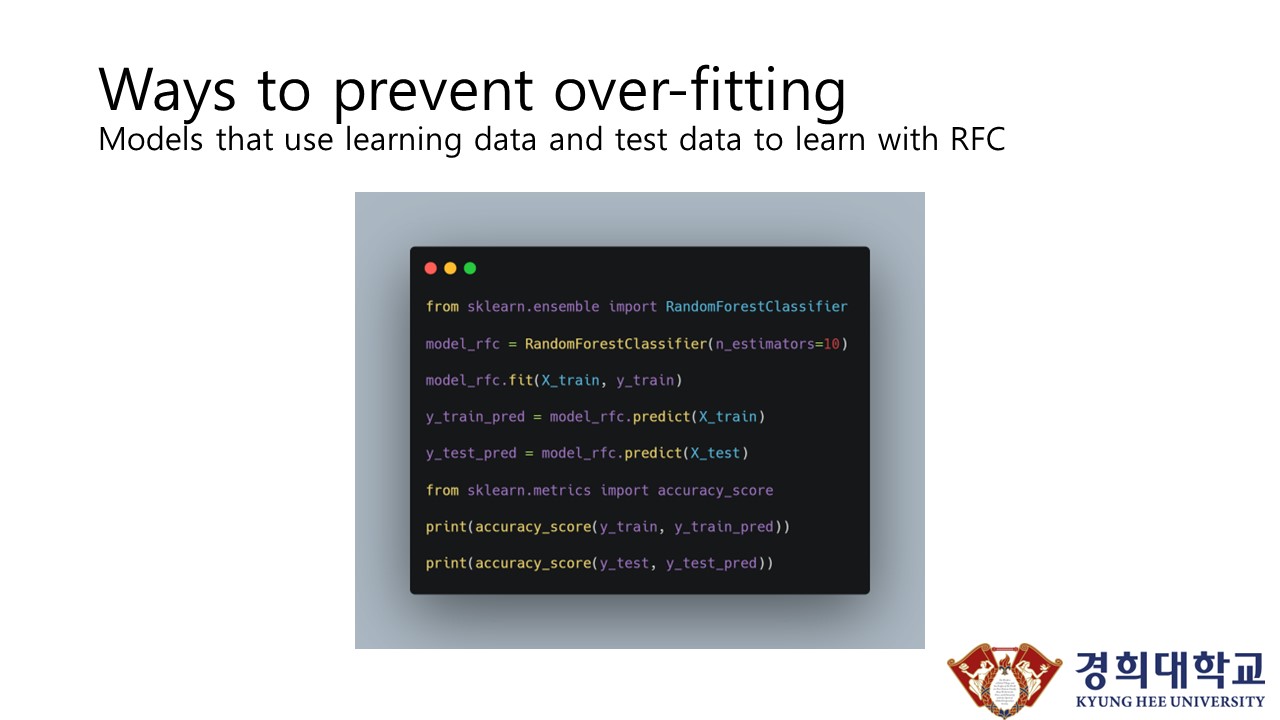 Ways to prevent over-fitting
Models that use learning data and test data to learn with RFC
from sklearn.ensemble import RandomForestClassifier
model_rfc = RandomForestClassifier(n_estimators=10)
model_rfc.fit(X_train, y_train)
y_train_pred = model_rfc.predict(X_train)
y_test_pred = model_rfc.predict(X_test)
from sklearn.metrics import accuracy_score
print(accuracy_score(y_train, y_train_pred))
print(accuracy_score(y_test, y_test_pred))
경희대학교
KYUNG HEE UNIVERSITY